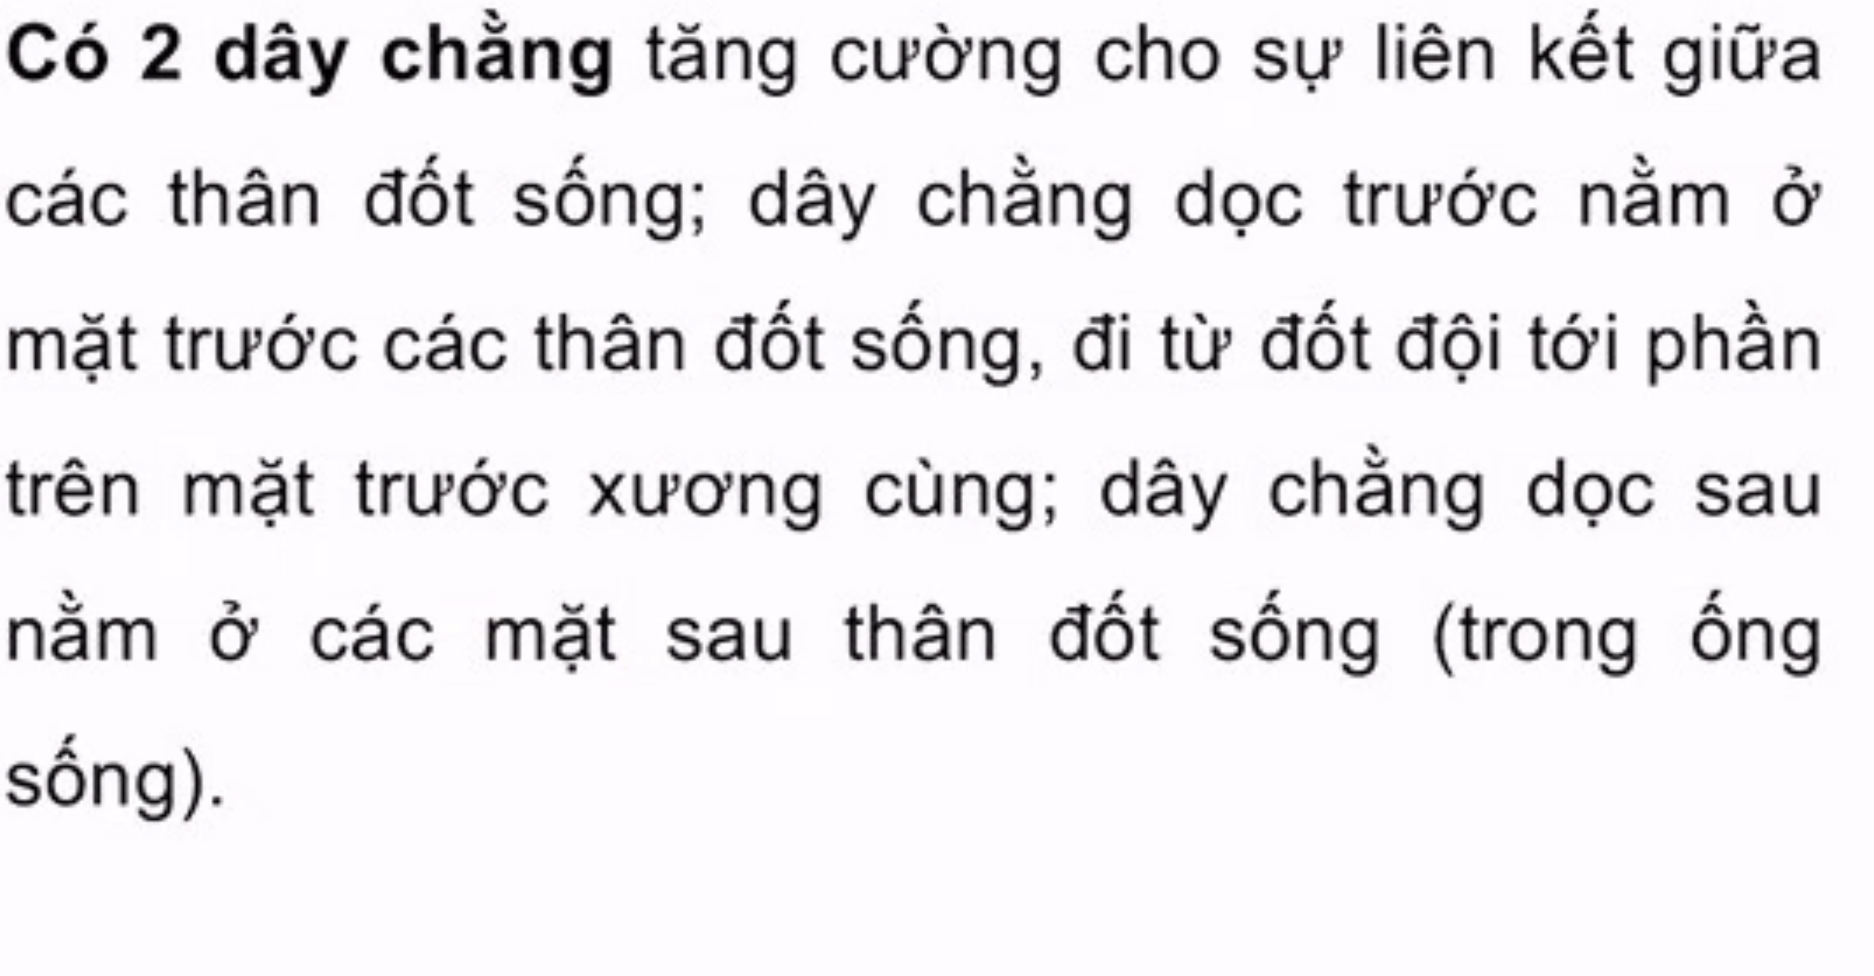 Có 2 dây chằng tăng cường cho sự liên kết giữa
các thân đốt sống; dây chằng dọc trước nằm ở
mặt trước các thân đốt sống, đi từ đốt đội tới phần
trên mặt trước xương cùng; dây chằng dọc sau
nằm ở các mặt sau thân đốt sống (trong ống
sống).